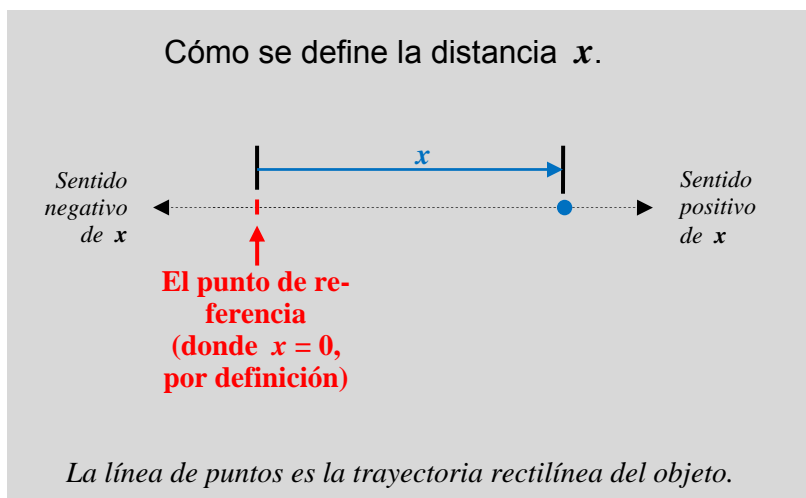 Cómo se define la distancia x.
x
Sentido
negativo
de x
Sentido
positivo
de x
El punto de re-
ferencia
(donde x = 0,
por definición)
La línea de puntos es la trayectoria rectilínea del objeto.